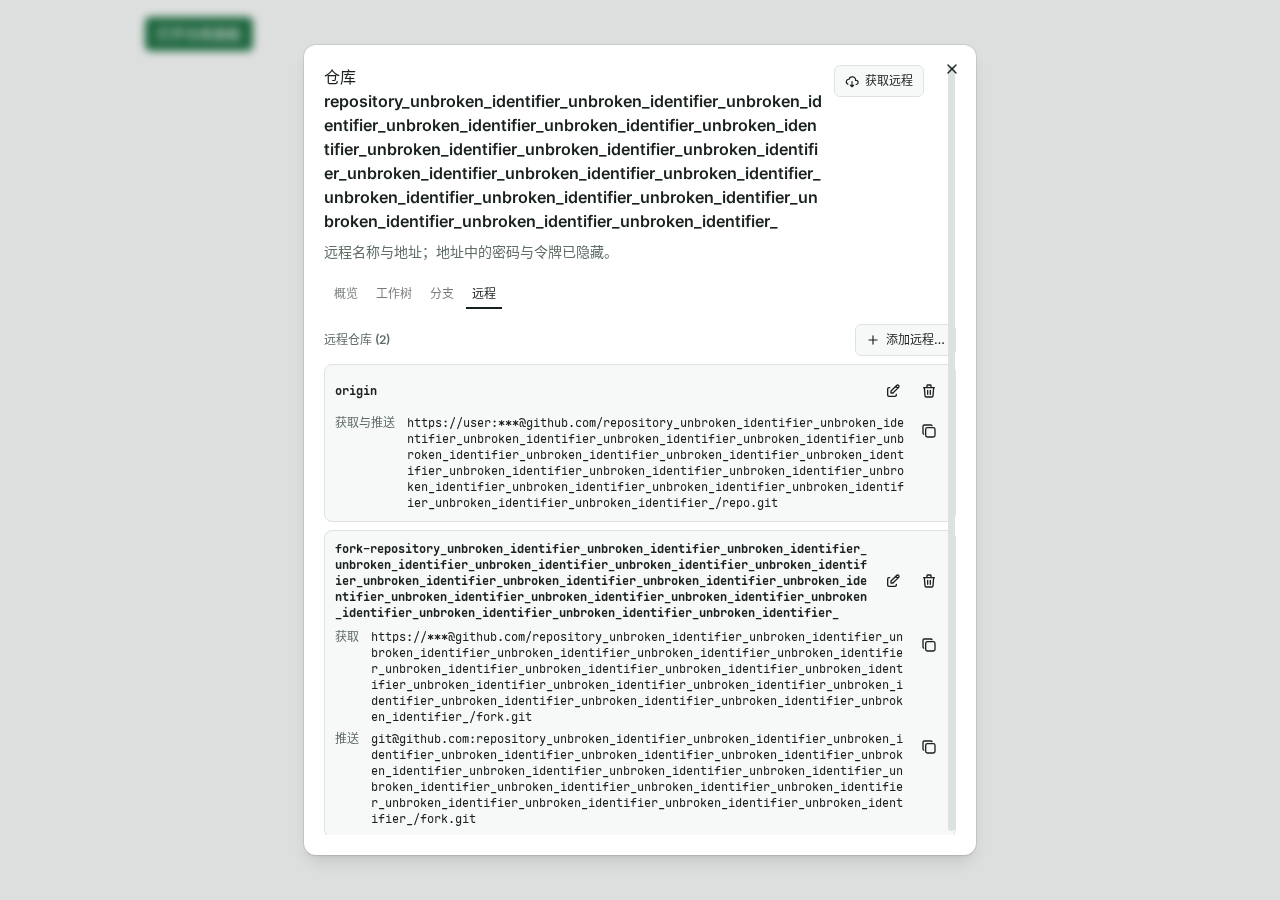 仓库
repository_unbroken_identifier_unbroken_identifier_unbroken_id
entifier_unbroken_identifier_unbroken_identifier_unbroken_iden
tifier_unbroken_identifier_unbroken_identifier_unbroken_identifi
er_unbroken_identifier_unbroken_identifier_unbroken_identifier_
unbroken_identifier_unbroken_identifier_unbroken_identifier_un
broken_identifier_unbroken_identifier_unbroken_identifier_
获取远程
远程名称与地址；地址中的密码与令牌已隐藏。
概览 工作树 分支 远程
远程仓库 (2)
添加远程...
origin
获取与推送 https://user:***@github.com/repository_unbroken_identifier_unbroken_ide
ntifier_unbroken_identifier_unbroken_identifier_unbroken_identifier_unb
roken_identifier_unbroken_identifier_unbroken_identifier_unbroken_ident
ifier_unbroken_identifier_unbroken_identifier_unbroken_identifier_unbro
ken_identifier_unbroken_identifier_unbroken_identifier_unbroken_identif
ier_unbroken_identifier_unbroken_identifier_/repo.git
fork-repository_unbroken_identifier_unbroken_identifier_unbroken_identifier_
unbroken_identifier_unbroken_identifier_unbroken_identifier_unbroken_identif
ier_unbroken_identifier_unbroken_identifier_unbroken_identifier_unbroken_ide
ntifier_unbroken_identifier_unbroken_identifier_unbroken_identifier_unbroken
_identifier_unbroken_identifier_unbroken_identifier_unbroken_identifier_
获取 https://***@github.com/repository_unbroken_identifier_unbroken_identifier_un
broken_identifier_unbroken_identifier_unbroken_identifier_unbroken_identifie
r_unbroken_identifier_unbroken_identifier_unbroken_identifier_unbroken_ident
ifier_unbroken_identifier_unbroken_identifier_unbroken_identifier_unbroken_i
dentifier_unbroken_identifier_unbroken_identifier_unbroken_identifier_unbrok
en_identifier_/fork.git
推送 git@github.com:repository_unbroken_identifier_unbroken_identifier_unbroken_i
dentifier_unbroken_identifier_unbroken_identifier_unbroken_identifier_unbrok
en_identifier_unbroken_identifier_unbroken_identifier_unbroken_identifier_un
broken_identifier_unbroken_identifier_unbroken_identifier_unbroken_identifie
r_unbroken_identifier_unbroken_identifier_unbroken_identifier_unbroken_ident
ifier_/fork.git